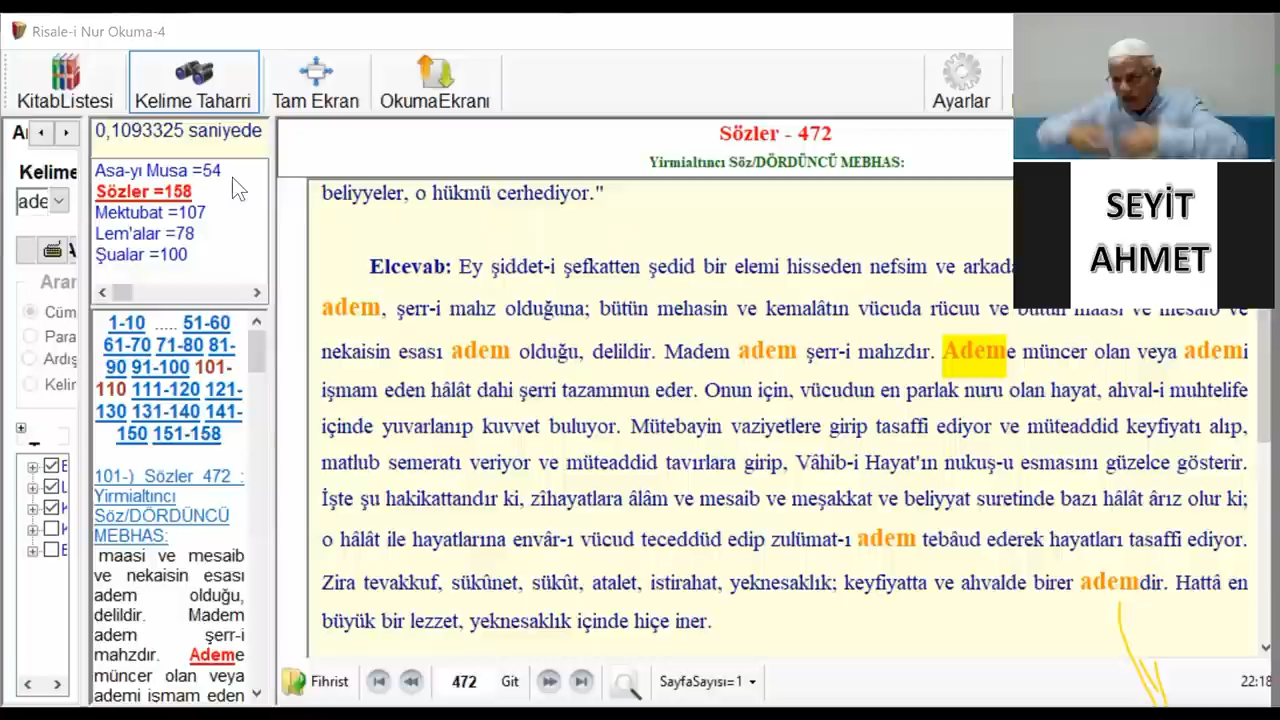 Risale-i Nur Okuma-4
KitabListesi
Kelime Taharri
Tam Ekran
OkumaEkranı
Ayarlar
0,1093325 saniyede
Kelime
ade
Asa-yı Musa =54
Sözler =158
Mektubat =107
Lem'alar =78
Şualar =100
Arar
Cüm
Para
Ardış
Kelin
1-10 ..... 51-60
61-70 71-80 81-
90 91-100 101-
110 111-120 121-
130 131-140 141-
150 151-158
101-) Sözler 472 :
Yirmialtıncı
Söz/DÖRDÜNCÜ
MEBHAS:
maasi ve mesaib
ve nekaisin esası
adem olduğu,
delildir. Madem
adem şerr-i
mahzdır. Ademe
müncer olan veya
ademi işmam eden
Sözler - 472
Yirmialtıncı Söz/DÖRDÜNCÜ MEBHAS:
beliyyeler, o hükmü cerhediyor."
Elcevab: Ey şiddet-i şefkatten şedid bir elemi hisseden nefsim ve arkada
adem, şerr-i mahz olduğuna; bütün mehasin ve kemalâtın vücuda rücuu ve bütün maasi ve mesaib ve
nekaisin esası adem olduğu, delildir. Madem adem şerr-i mahzdır. Ademe müncer olan veya ademi
işmam eden hâlât dahi şerri tazammun eder. Onun için, vücudun en parlak nuru olan hayat, ahval-i muhtelife
içinde yuvarlanıp kuvvet buluyor. Mütebayin vaziyetlere girip tasaffi ediyor ve müteaddid keyfiyatı alıp,
matlub semeratı veriyor ve müteaddid tavırlara girip, Vâhib-i Hayat'ın nukuş-u esmasını güzelce gösterir.
İşte şu hakikattandır ki, zîhayatlara âlâm ve mesaib ve meşakkat ve beliyyat suretinde bazı hâlât ârız olur ki;
o hâlât ile hayatlarına envâr-ı vücud teceddüd edip zulümat-ı adem tebâud ederek hayatları tasaffi ediyor.
Zira tevakkuf, sükûnet, sükût, atalet, istirahat, yeknesaklık; keyfiyatta ve ahvalde birer ademdir. Hattâ en
büyük bir lezzet, yeknesaklık içinde hiçe iner.
SEYİT
AHMET
Fihrist
472
Git
SayfaSayısı=1
22:18